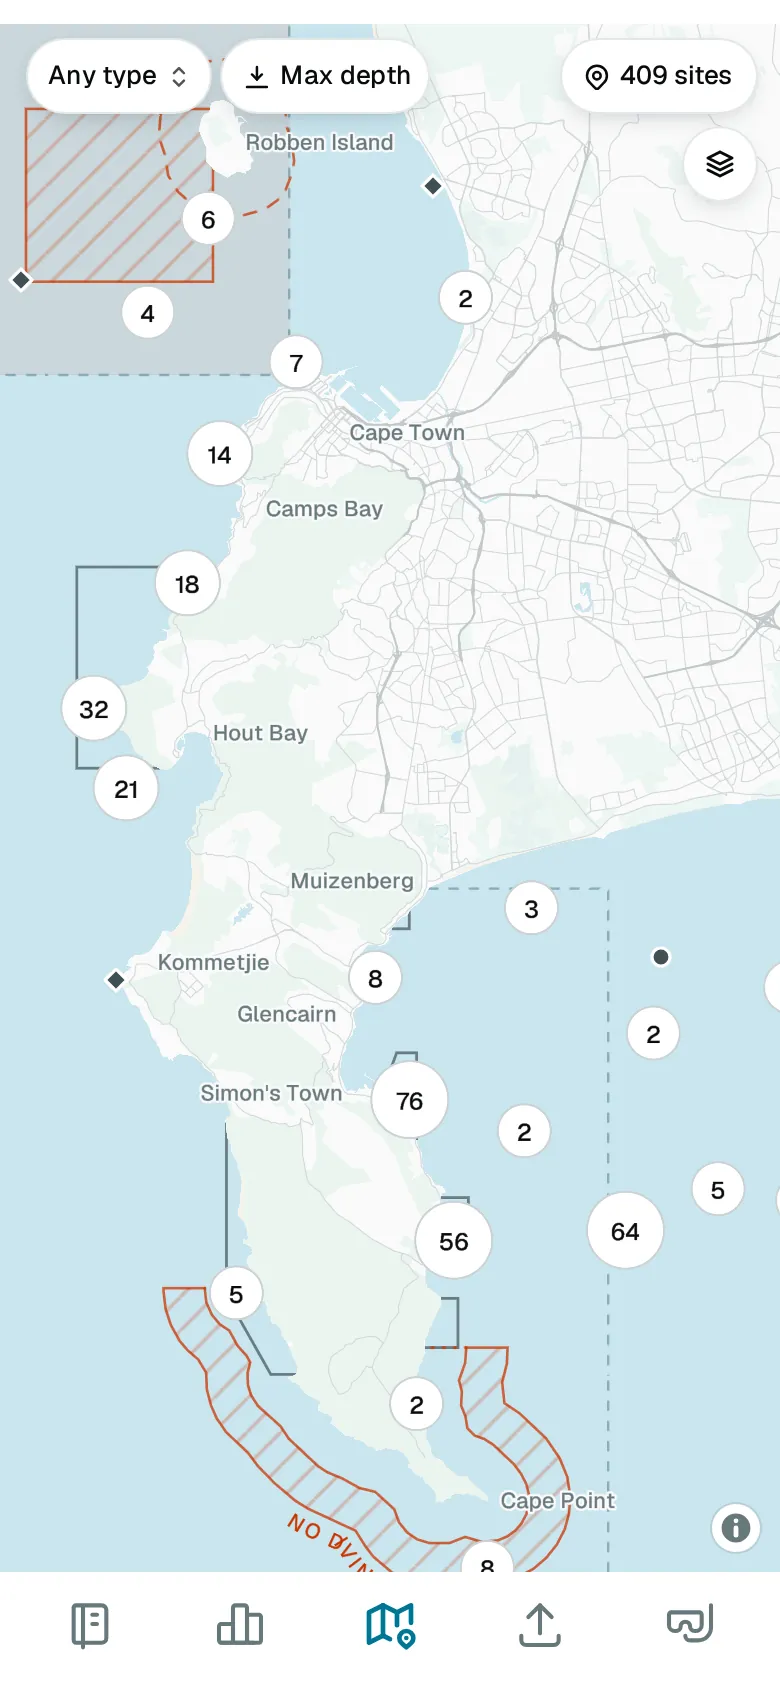 Any type
Max depth
409 sites
Robben Island
6
2
4
7
Cape Town
14
Camps Bay
18
32
Hout Bay
21
Muizenberg
3
Kommetjie
8
Glencairn
2
Simon's Town
76
2
5
56
64
5
2
Cape Point
NO
8